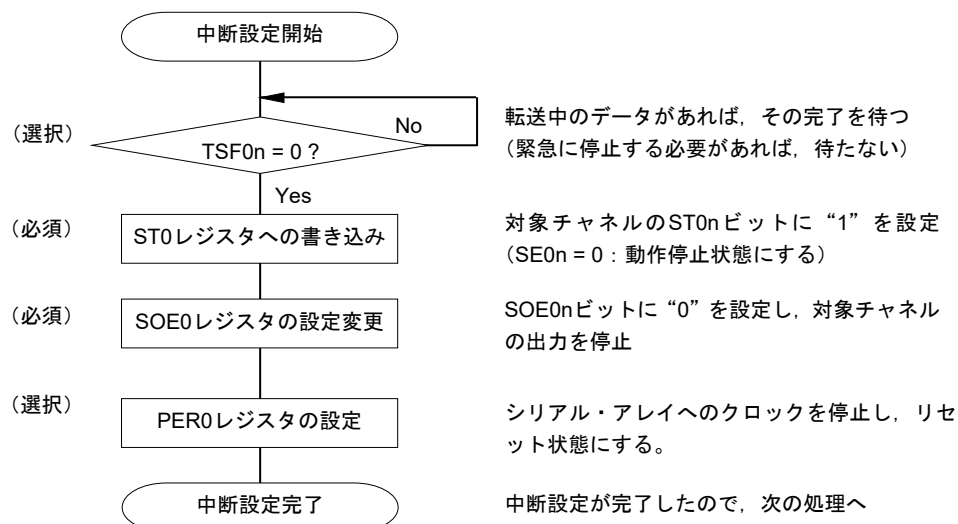 中断設定開始
(選択)
TSF0n = 0 ?
No
転送中のデータがあれば，その完了を待つ
(緊急に停止する必要があれば，待たない)
Yes
(必須)
ST0レジスタへの書き込み
対象チャネルのST0nビットに“1”を設定
(SE0n = 0 : 動作停止状態にする)
(必須)
SOE0レジスタの設定変更
SOE0nビットに“0”を設定し，対象チャネル
の出力を停止
(選択)
PER0レジスタの設定
シリアル・アレイへのクロックを停止し，リセ
ット状態にする。
中断設定完了
中断設定が完了したので，次の処理へ